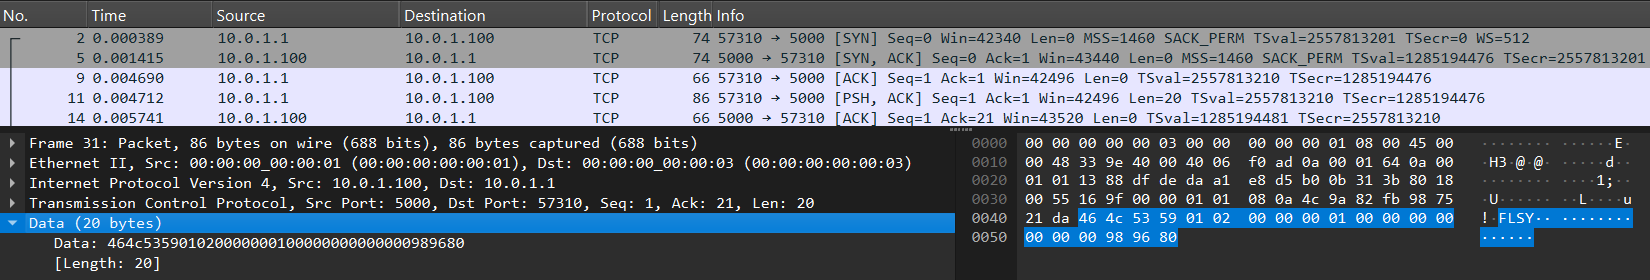 No. Time Source Destination Protocol Length Info
2 0.000389 10.0.1.1 10.0.1.100 TCP 74 57310 → 5000 [SYN] Seq=0 Win=42340 Len=0 MSS=1460 SACK_PERM TSval=2557813201 TSecr=0 WS=512
5 0.001415 10.0.1.100 10.0.1.1 TCP 74 5000 → 57310 [SYN, ACK] Seq=0 Ack=1 Win=43440 Len=0 MSS=1460 SACK_PERM TSval=1285194476 TSecr=2557813201
9 0.004690 10.0.1.1 10.0.1.100 TCP 66 57310 → 5000 [ACK] Seq=1 Ack=1 Win=42496 Len=0 TSval=2557813210 TSecr=1285194476
11 0.004712 10.0.1.1 10.0.1.100 TCP 86 57310 → 5000 [PSH, ACK] Seq=1 Ack=1 Win=42496 Len=20 TSval=2557813210 TSecr=1285194476
14 0.005741 10.0.1.100 10.0.1.1 TCP 66 5000 → 57310 [ACK] Seq=1 Ack=21 Win=43520 Len=0 TSval=1285194481 TSecr=2557813210
Frame 31: Packet, 86 bytes on wire (688 bits), 86 bytes captured (688 bits)
Ethernet II, Src: 00:00:00_00:00:01 (00:00:00:00:00:01), Dst: 00:00:00_00:00:03 (00:00:00:00:00:03)
Internet Protocol Version 4, Src: 10.0.1.100, Dst: 10.0.1.1
Transmission Control Protocol, Src Port: 5000, Dst Port: 57310, Seq: 1, Ack: 21, Len: 20
Data (20 bytes)
Data: 464c535901020000000100000000000000989680
[Length: 20]
0000 00 00 00 00 00 03 00 00 00 00 00 01 08 00 45 00 ········ ······E·
0010 00 48 33 9e 40 00 40 06 f0 ad 0a 00 01 64 0a 00 ·H3·@·@· ·····d··
0020 01 01 13 88 df de da a1 e8 d5 b0 0b 31 3b 80 18 ········ ····1;··
0030 00 55 16 9f 00 00 01 01 08 0a 4c 9a 82 fb 98 75 ·U······ ··L····u
0040 21 da 46 4c 53 59 01 02 00 00 00 01 00 00 00 00 !·FLSY·· ········
0050 00 00 00 98 96 80 ······